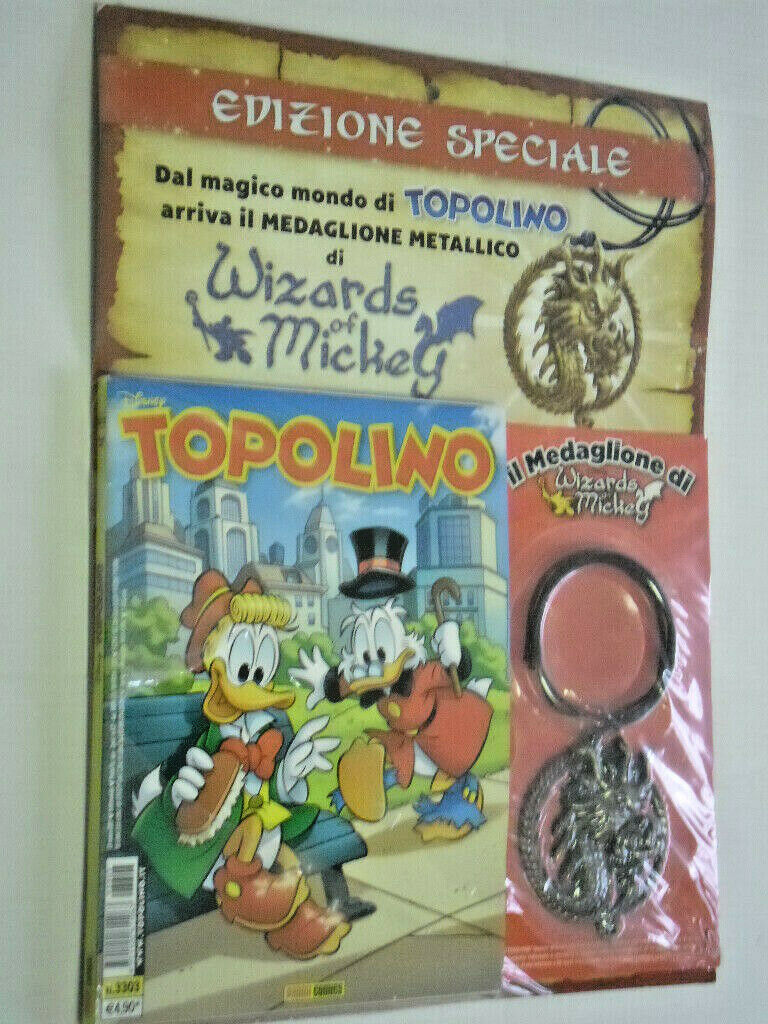 EDIZIONE SPECIALE
Dal magico mondo di TOPOLINO
arriva il MEDAGLIONE METALLICO
di
Wizards
of
Mickey
Disney
TOPOLINO
il Medaglione di
Wizards
of
Mickey
n.3303
€4,90*
PANINI COMICS